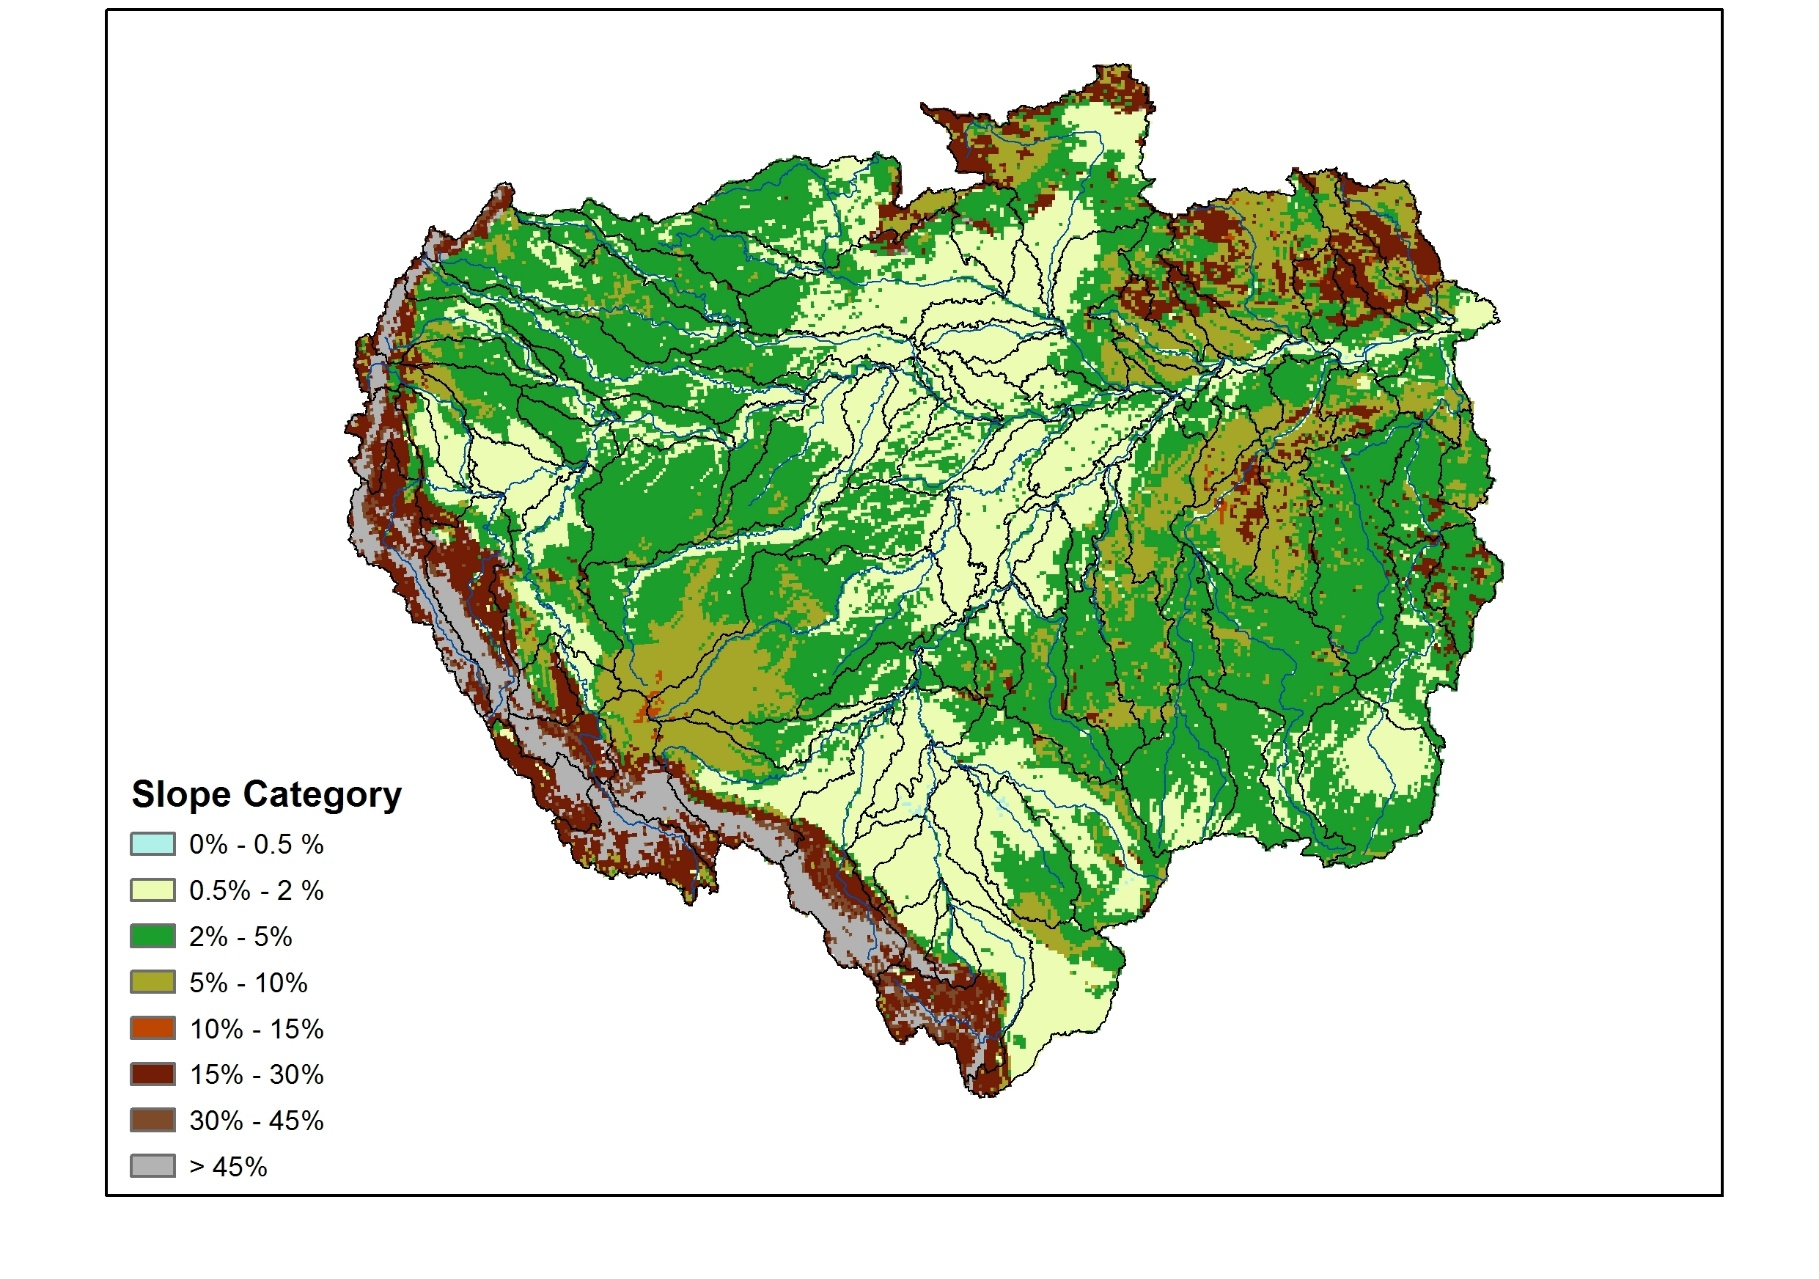 Slope Category
0% - 0.5 %
0.5% - 2 %
2% - 5%
5% - 10%
10% - 15%
15% - 30%
30% - 45%
> 45%